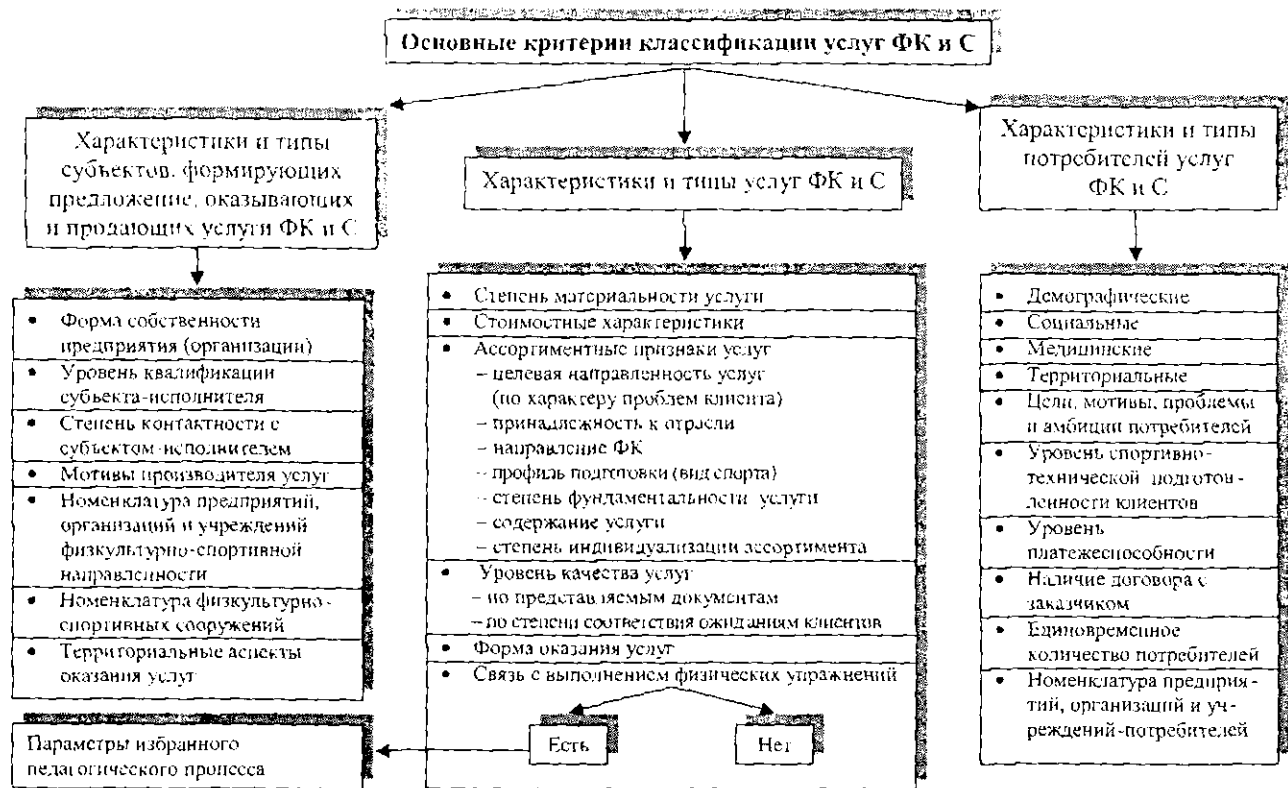 Основные критерии классификации услуг ФК и С
Характеристики и типы
субъектов, формирующих
предложение, оказывающих
и продающих услуги ФК и С
Характеристики и типы услуг ФК и С
Характеристики и типы
потребителей услуг
ФК и С
• Форма собственности
предприятия (организации)
• Уровень квалификации
субъекта-исполнителя
• Степень контактности с
субъектом-исполнителем
• Мотивы производителя услуг
• Номенклатура предприятий,
организаций и учреждений
физкультурно-спортивной
направленности
• Номенклатура физкультурно-
спортивных сооружений
• Территориальные аспекты
оказания услуг
Параметры избранного
педагогического процесса
• Степень материальности услуги
• Стоимостные характеристики
• Ассортиментные признаки услуг
– целевая направленность услуг
(по характеру проблем клиента)
– принадлежность к отрасли
– направление ФК
– профиль подготовки (вид спорта)
– степень фундаментальности услуги
– содержание услуги
– степень индивидуализации ассортимента
• Уровень качества услуг
– по представляемым документам
– по степени соответствия ожиданиям клиентов
• Форма оказания услуг
• Связь с выполнением физических упражнений
Есть
Нет
• Демографические
• Социальные
• Медицинские
• Территориальные
• Цели, мотивы, проблемы
и амбиции потребителей
• Уровень спортивно-
технической подготов-
ленности клиентов
• Уровень
платежеспособности
• Наличие договора с
заказчиком
• Единовременное
количество потребителей
• Номенклатура предприя-
тий, организаций и уч-
реждений-потребителей